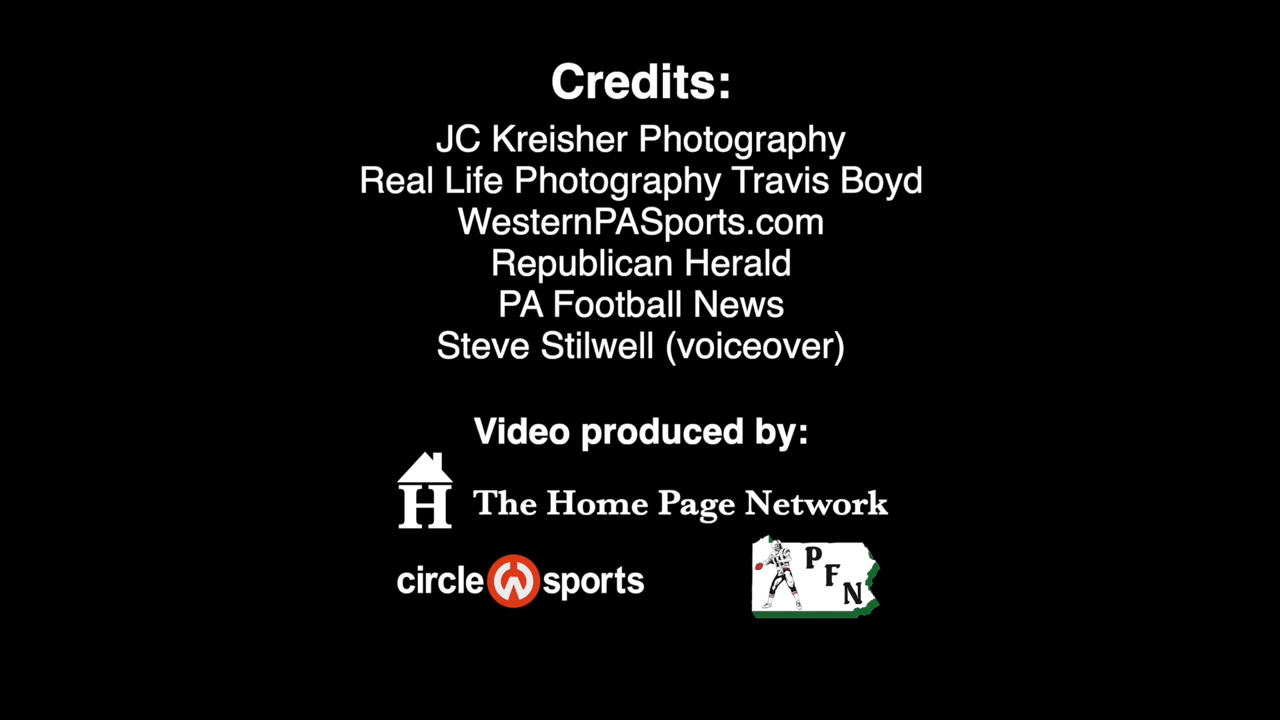 Credits:
JC Kreisher Photography
Real Life Photography Travis Boyd
WesternPASports.com
Republican Herald
PA Football News
Steve Stilwell (voiceover)
Video produced by:
H The Home Page Network
circle W sports
PFN